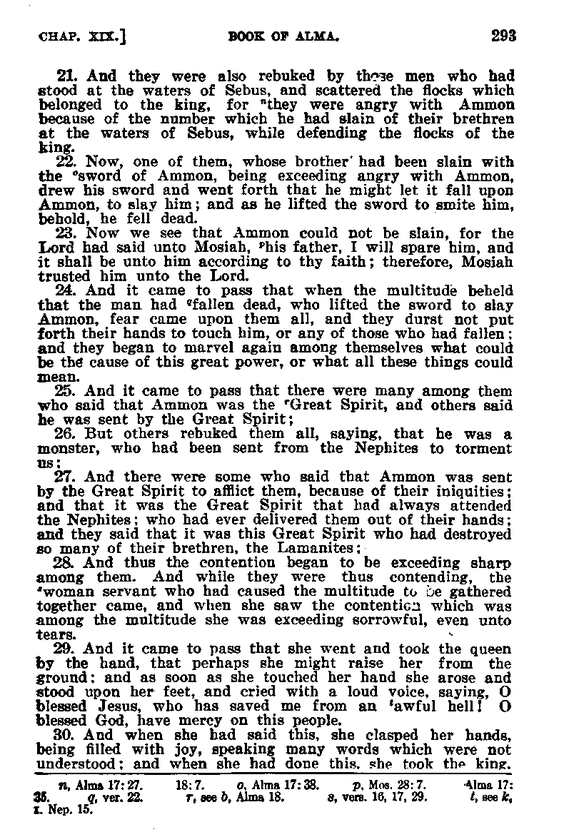 CHAP. XIX.] BOOK OF ALMA. 293
21. And they were also rebuked by those men who had
stood at the waters of Sebus, and scattered the flocks which
belonged to the king, for ⁿthey were angry with Ammon
because of the number which he had slain of their brethren
at the waters of Sebus, while defending the flocks of the
king.
22. Now, one of them, whose brother had been slain with
the ᵒsword of Ammon, being exceeding angry with Ammon,
drew his sword and went forth that he might let it fall upon
Ammon, to slay him; and as he lifted the sword to smite him,
behold, he fell dead.
23. Now we see that Ammon could not be slain, for the
Lord had said unto Mosiah, ᵖhis father, I will spare him, and
it shall be unto him according to thy faith; therefore, Mosiah
trusted him unto the Lord.
24. And it came to pass that when the multitude beheld
that the man had qfallen dead, who lifted the sword to slay
Ammon, fear came upon them all, and they durst not put
forth their hands to touch him, or any of those who had fallen;
and they began to marvel again among themselves what could
be the cause of this great power, or what all these things could
mean.
25. And it came to pass that there were many among them
who said that Ammon was the ʳGreat Spirit, and others said
he was sent by the Great Spirit;
26. But others rebuked them all, saying, that he was a
monster, who had been sent from the Nephites to torment
us;
27. And there were some who said that Ammon was sent
by the Great Spirit to afflict them, because of their iniquities;
and that it was the Great Spirit that had always attended
the Nephites; who had ever delivered them out of their hands;
and they said that it was this Great Spirit who had destroyed
so many of their brethren, the Lamanites;
28. And thus the contention began to be exceeding sharp
among them. And while they were thus contending, the
ˢwoman servant who had caused the multitude to be gathered
together came, and when she saw the contention which was
among the multitude she was exceeding sorrowful, even unto
tears.
29. And it came to pass that she went and took the queen
by the hand, that perhaps she might raise her from the
ground; and as soon as she touched her hand she arose and
stood upon her feet, and cried with a loud voice, saying, O
blessed Jesus, who has saved me from an ᵗawful hell! O
blessed God, have mercy on this people.
30. And when she had said this, she clasped her hands,
being filled with joy, speaking many words which were not
understood; and when she had done this, she took the king,
n, Alma 17:27. 18:7. o, Alma 17:38. p, Mos. 28:7. Alma 17:
35. q, ver. 22. r, see b, Alma 18. s, vers. 16, 17, 29. t, see k,
1. Nep. 15.